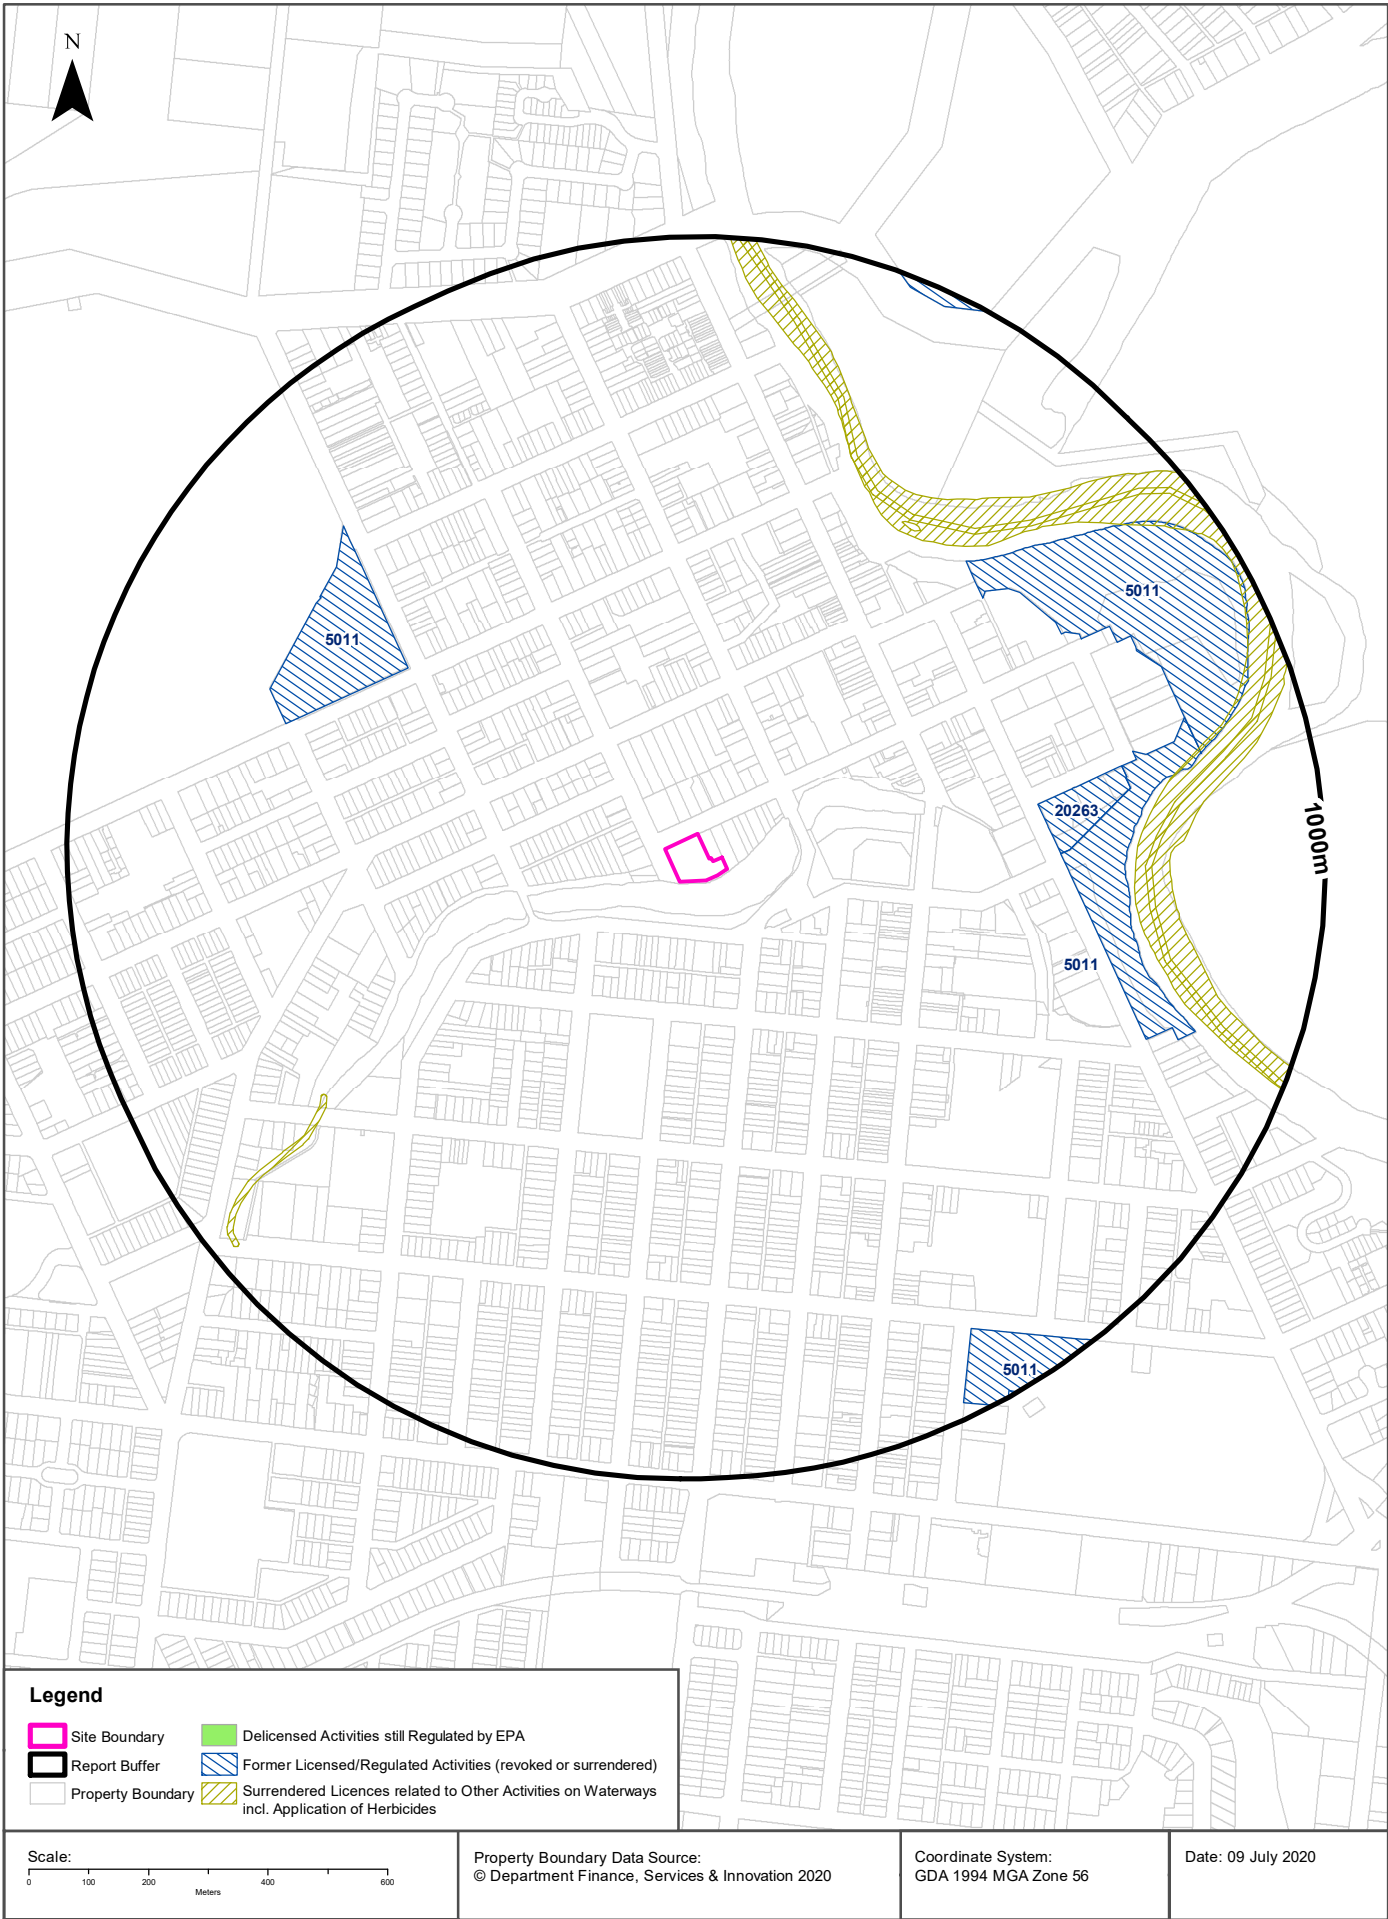 N
5011
5011
20263
1000m
5011
5011
Legend
Site Boundary
Report Buffer
Property Boundary
Delicensed Activities still Regulated by EPA
Former Licensed/Regulated Activities (revoked or surrendered)
Surrendered Licences related to Other Activities on Waterways
incl. Application of Herbicides
Scale:
0 100 200 400 600
Meters
Property Boundary Data Source:
© Department Finance, Services & Innovation 2020
Coordinate System:
GDA 1994 MGA Zone 56
Date: 09 July 2020